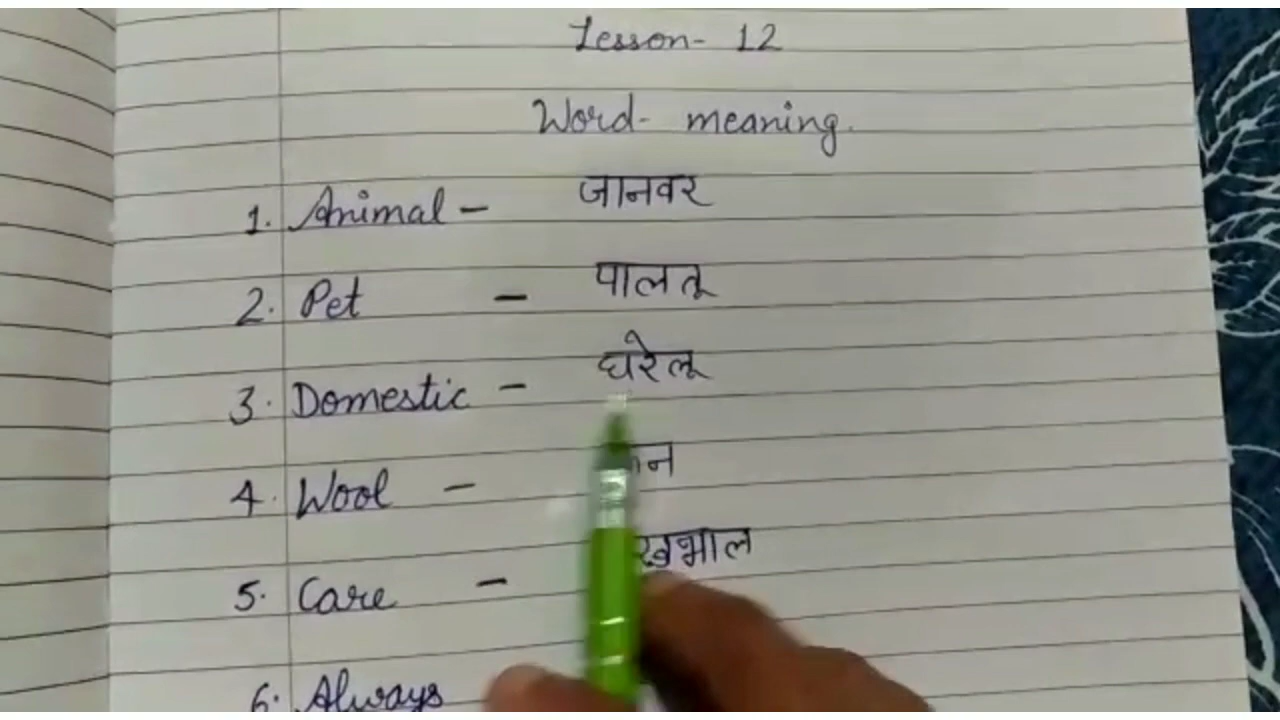 Lesson- 12
Word- meaning.
1. Animal - जानवर
2. Pet - पालतू
3. Domestic - घरेलू
4. Wool -
5. Care -
6. Always